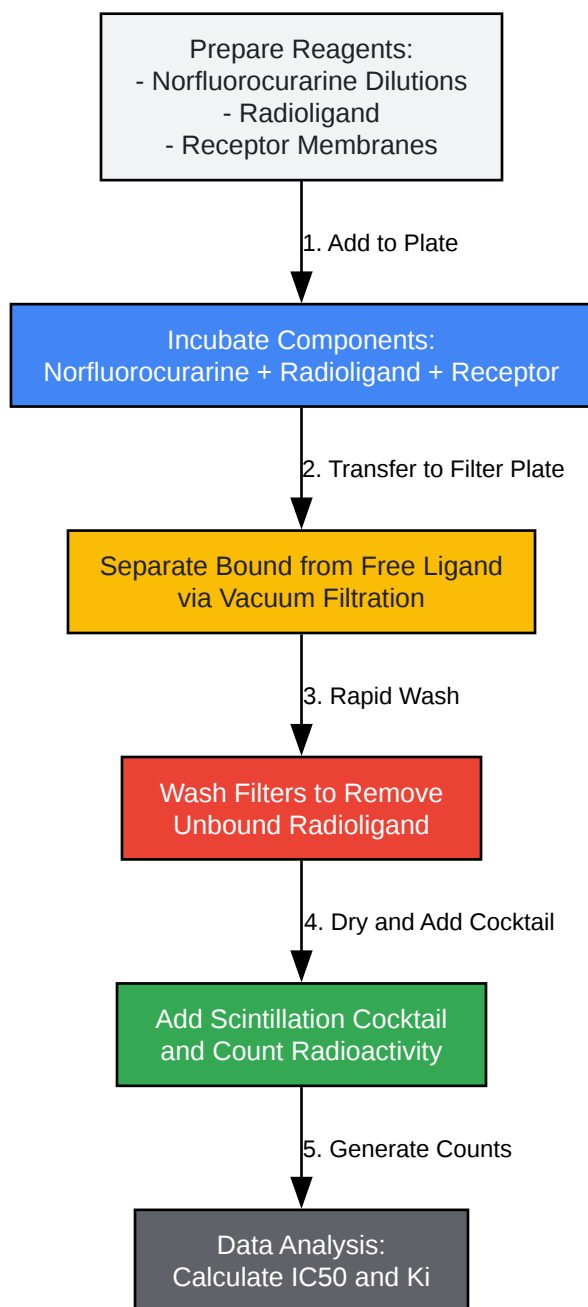 Prepare Reagents:
- Norfluorocurarine Dilutions
- Radioligand
- Receptor Membranes
1. Add to Plate
Incubate Components:
Norfluorocurarine + Radioligand + Receptor
2. Transfer to Filter Plate
Separate Bound from Free Ligand
via Vacuum Filtration
3. Rapid Wash
Wash Filters to Remove
Unbound Radioligand
4. Dry and Add Cocktail
Add Scintillation Cocktail
and Count Radioactivity
5. Generate Counts
Data Analysis:
Calculate IC50 and Ki